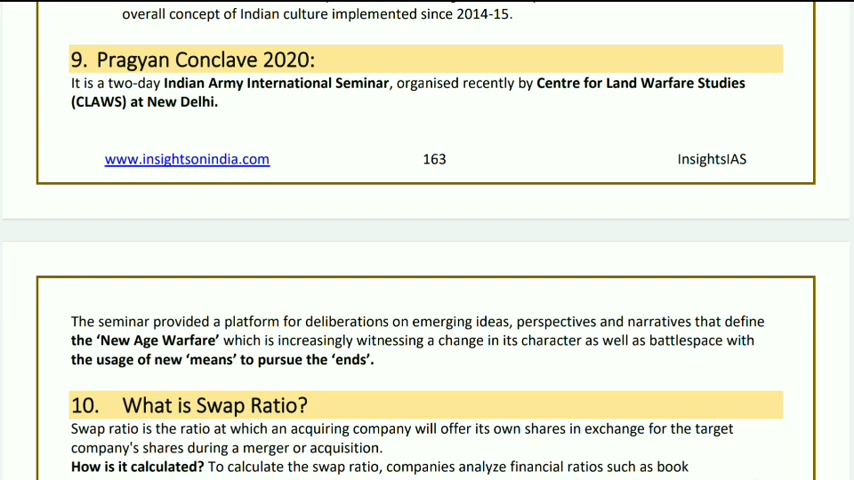 overall concept of Indian culture implemented since 2014-15.
9. Pragyan Conclave 2020:
It is a two-day Indian Army International Seminar, organised recently by Centre for Land Warfare Studies
(CLAWS) at New Delhi.
www.insightsonindia.com 163 InsightsIAS
The seminar provided a platform for deliberations on emerging ideas, perspectives and narratives that define
the ‘New Age Warfare’ which is increasingly witnessing a change in its character as well as battlespace with
the usage of new ‘means’ to pursue the ‘ends’.
10. What is Swap Ratio?
Swap ratio is the ratio at which an acquiring company will offer its own shares in exchange for the target
company's shares during a merger or acquisition.
How is it calculated? To calculate the swap ratio, companies analyze financial ratios such as book